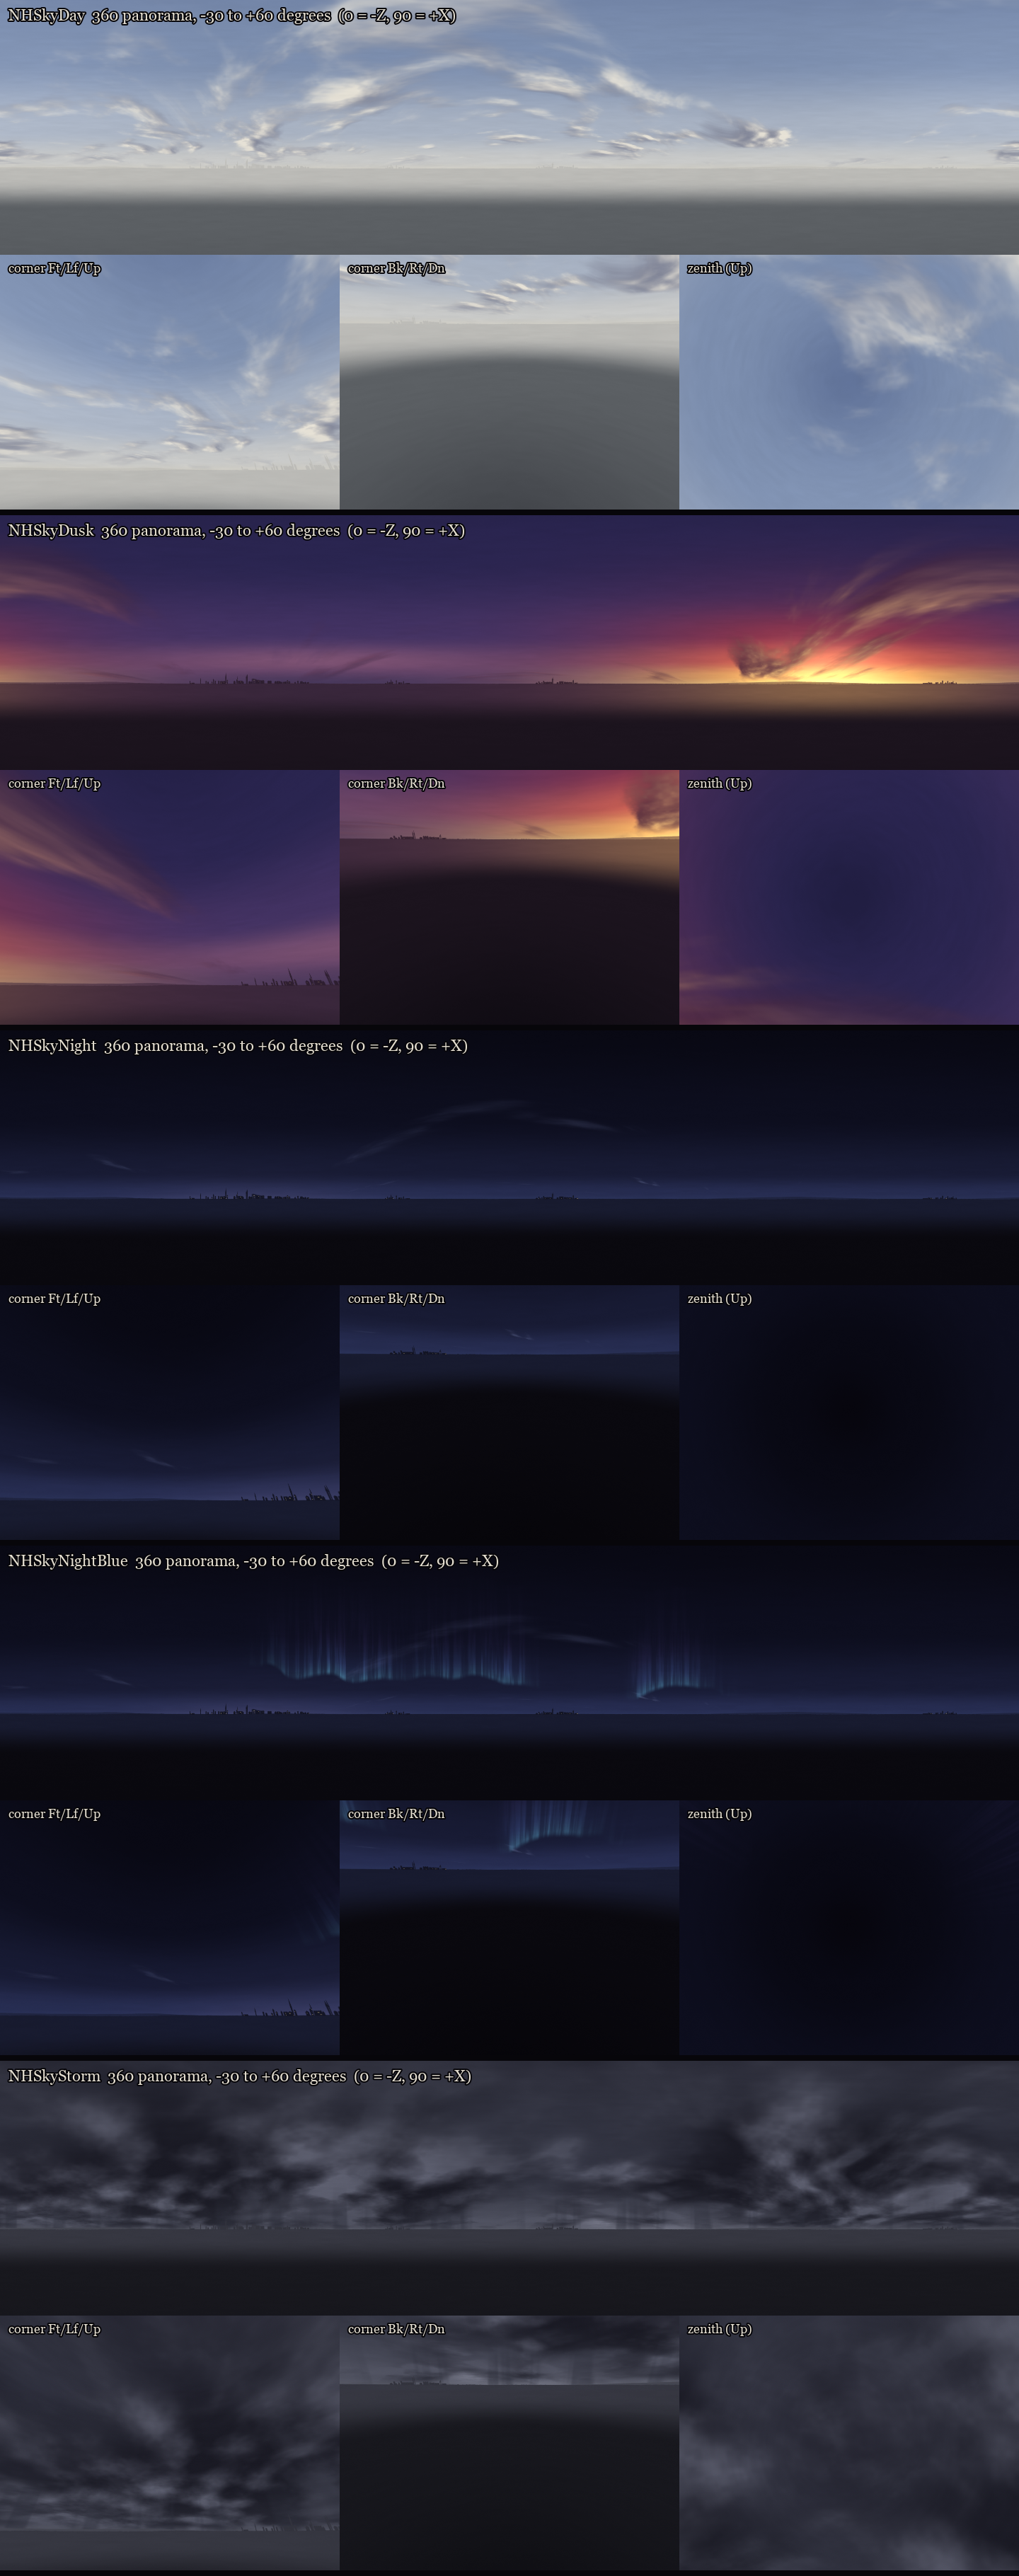 NHSkyDay 360 panorama, -30 to +60 degrees (0 = -Z, 90 = +X)
corner Ft/Lf/Up
corner Bk/Rt/Dn
zenith (Up)
NHSkyDusk 360 panorama, -30 to +60 degrees (0 = -Z, 90 = +X)
corner Ft/Lf/Up
corner Bk/Rt/Dn
zenith (Up)
NHSkyNight 360 panorama, -30 to +60 degrees (0 = -Z, 90 = +X)
corner Ft/Lf/Up
corner Bk/Rt/Dn
zenith (Up)
NHSkyNightBlue 360 panorama, -30 to +60 degrees (0 = -Z, 90 = +X)
corner Ft/Lf/Up
corner Bk/Rt/Dn
zenith (Up)
NHSkyStorm 360 panorama, -30 to +60 degrees (0 = -Z, 90 = +X)
corner Ft/Lf/Up
corner Bk/Rt/Dn
zenith (Up)